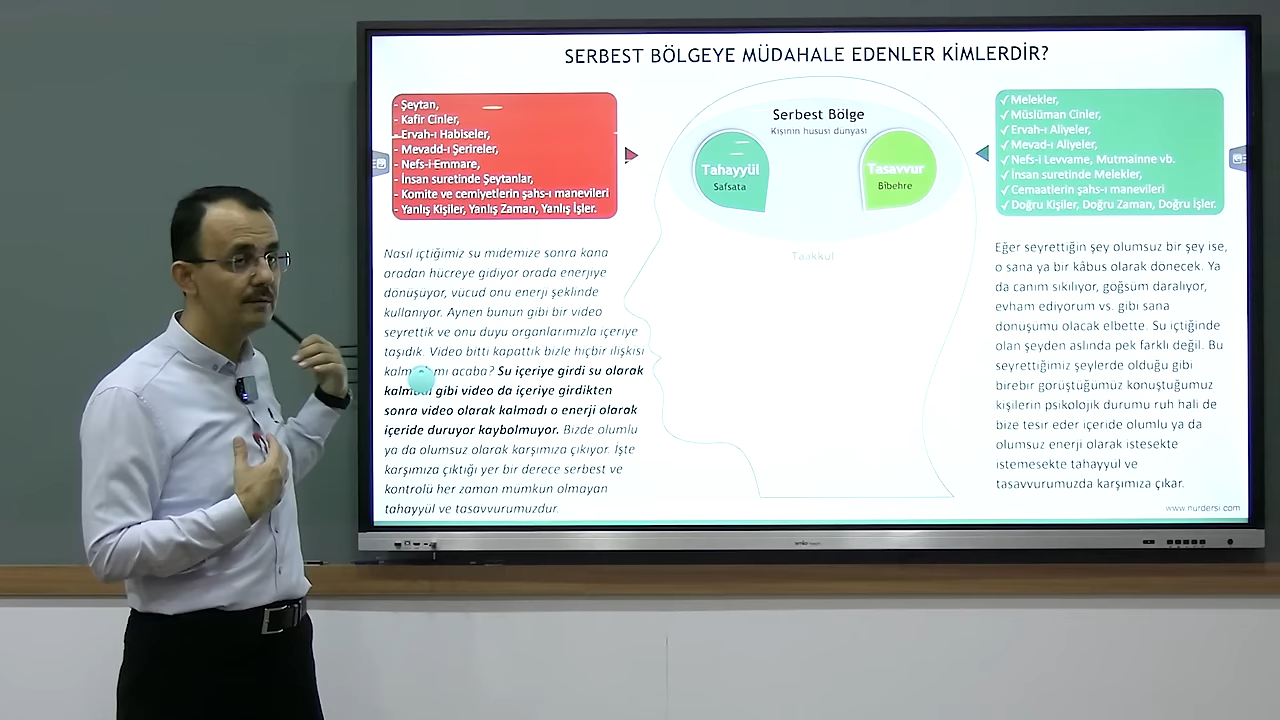 SERBEST BÖLGEYE MÜDAHALE EDENLER KİMLERDİR?
- Şeytan,
- Kafir Cinler,
- Ervah-ı Habiseler,
- Mevadd-ı Şerireler,
- Nefs-i-Emmare,
- İnsan suretinde Şeytanlar,
- Komite ve cemiyetlerin şahs-ı manevileri
- Yanlış Kişiler, Yanlış Zaman, Yanlış İşler.
Serbest Bölge
Kişinin hususi dünyası
Tahayyül
Safsata
Tasavvur
Bîbehre
Taakkul
✓ Melekler,
✓ Müslüman Cinler,
✓ Ervah-ı Aliyeler,
✓ Mevad-ı Aliyeler,
✓ Nefs-i Levvame, Mutmainne vb.
✓ İnsan suretinde Melekler,
✓ Cemaatlerin şahs-ı manevileri
✓ Doğru Kişiler, Doğru Zaman, Doğru İşler.
Nasıl içtiğimiz su midemize sonra kana
oradan hücreye gidiyor orada enerjiye
dönüşüyor, vücud onu enerji şeklinde
kullanıyor. Aynen bunun gibi bir video
seyrettik ve onu duyu organlarımızla içeriye
taşıdık. Video bitti kapattık bizle hiçbir ilişkisi
acaba? Su içeriye girdi su olarak
gibi video da içeriye girdikten
sonra video olarak kalmadı o enerji olarak
içeride duruyor kaybolmuyor. Bizde olumlu
ya da olumsuz olarak karşımıza çıkıyor. İşte
karşımıza çıktığı yer bir derece serbest ve
kontrolü her zaman mümkün olmayan
tahayyül ve tasavvurumuzdur.
Eğer seyrettiğin şey olumsuz bir şey ise,
o sana ya bir kâbus olarak dönecek. Ya
da canım sıkılıyor, göğsüm daralıyor,
evham ediyorum vs. gibi sana
dönüşümü olacak elbette. Su içtiğinde
olan şeyden aslında pek farklı değil. Bu
seyrettiğimiz şeylerde olduğu gibi
birebir görüştüğümüz konuştuğumuz
kişilerin psikolojik durumu ruh hali de
bize tesir eder içeride olumlu ya da
olumsuz enerji olarak istesekte
istemesekte tahayyül ve
tasavvurumuzda karşımıza çıkar.
www.nurdersi.com